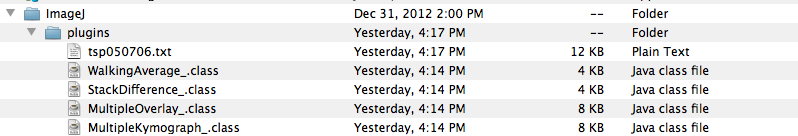 ImageJ Dec 31, 2012 2:00 PM -- Folder
plugins Yesterday, 4:17 PM -- Folder
tsp050706.txt Yesterday, 4:17 PM 12 KB Plain Text
WalkingAverage_.class Yesterday, 4:14 PM 4 KB Java class file
StackDifference_.class Yesterday, 4:14 PM 4 KB Java class file
MultipleOverlay_.class Yesterday, 4:14 PM 8 KB Java class file
MultipleKymograph_.class Yesterday, 4:14 PM 8 KB Java class file